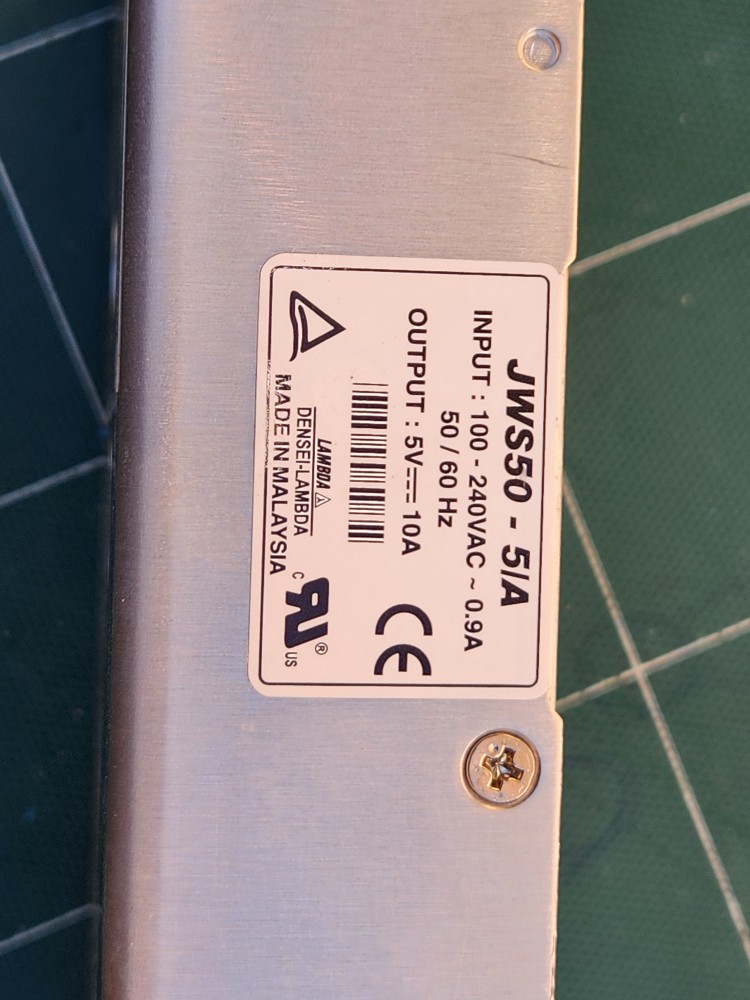 JWS50 - 5/A
INPUT : 100 - 240VAC ~ 0.9A
50 / 60 Hz
OUTPUT : 5V⎓ 10A
CE
LAMBDA
DENSEI-LAMBDA
MADE IN MALAYSIA
C
US
®